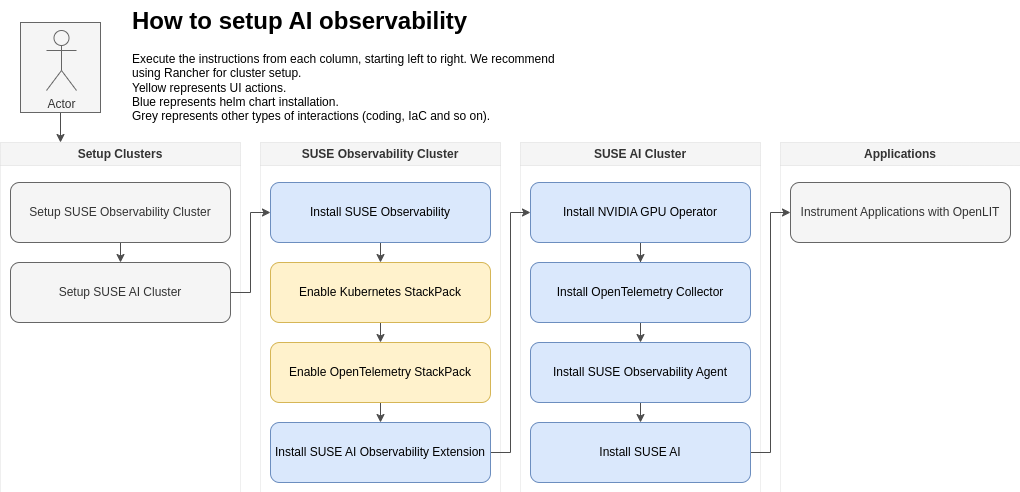 How to setup AI observability
Execute the instructions from each column, starting left to right. We recommend
using Rancher for cluster setup.
Yellow represents UI actions.
Blue represents helm chart installation.
Grey represents other types of interactions (coding, IaC and so on).
Actor
Setup Clusters
Setup SUSE Observability Cluster
Setup SUSE AI Cluster
SUSE Observability Cluster
Install SUSE Observability
Enable Kubernetes StackPack
Enable OpenTelemetry StackPack
Install SUSE AI Observability Extension
SUSE AI Cluster
Install NVIDIA GPU Operator
Install OpenTelemetry Collector
Install SUSE Observability Agent
Install SUSE AI
Applications
Instrument Applications with OpenLIT